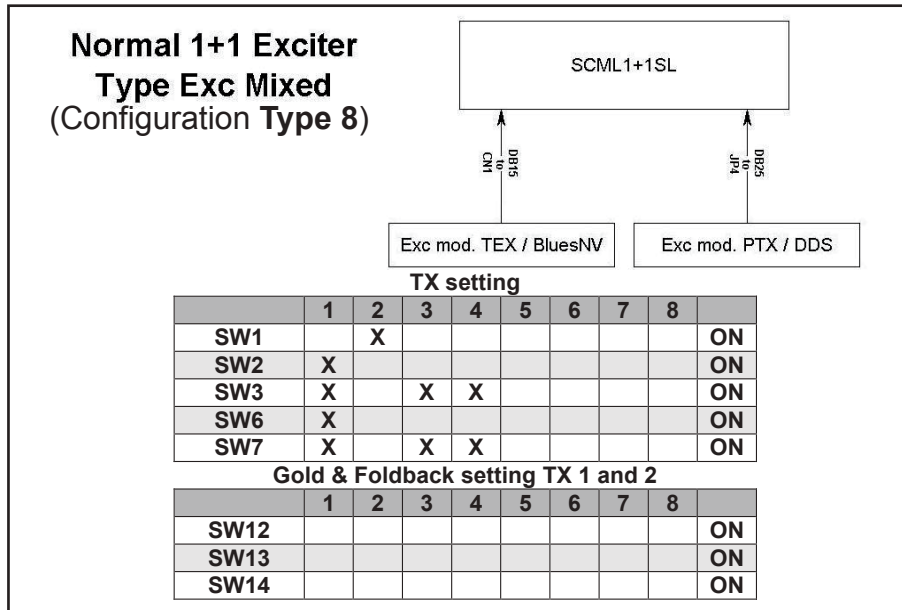 Normal 1+1 Exciter
Type Exc Mixed
(Configuration Type 8)
SCML1+1SL
DB15
to
CN1
DB25
to
JP4
Exc mod. TEX / BluesNV
Exc mod. PTX / DDS
TX setting
1 2 3 4 5 6 7 8
SW1 X ON
SW2 X ON
SW3 X X X ON
SW6 X ON
SW7 X X X ON
Gold & Foldback setting TX 1 and 2
1 2 3 4 5 6 7 8
SW12 ON
SW13 ON
SW14 ON